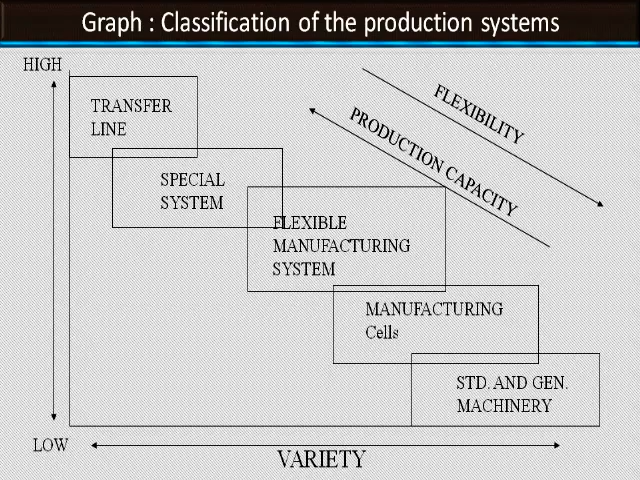 Graph : Classification of the production systems
HIGH
TRANSFER
LINE
FLEXIBILITY
PRODUCTION CAPACITY
SPECIAL
SYSTEM
FLEXIBLE
MANUFACTURING
SYSTEM
MANUFACTURING
Cells
STD. AND GEN.
MACHINERY
LOW
VARIETY